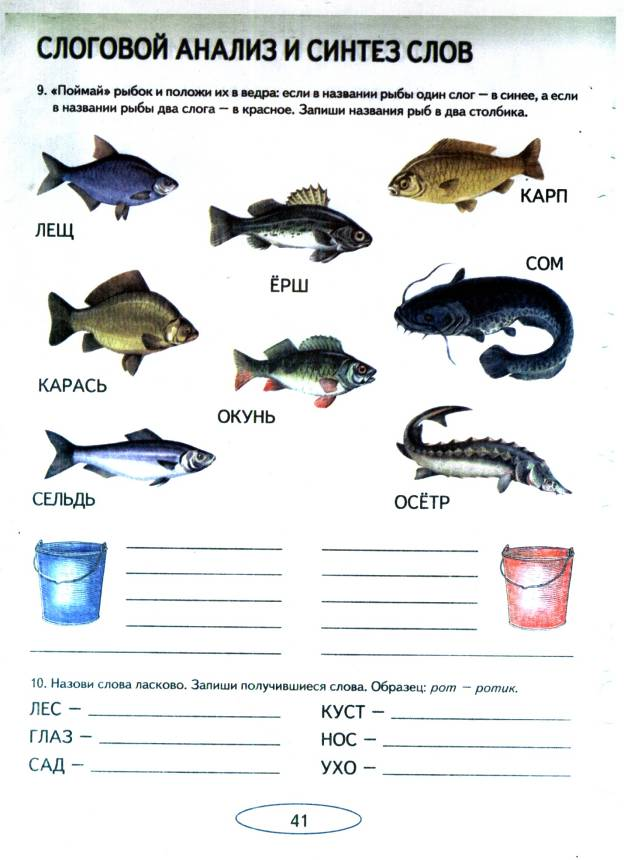 СЛОГОВОЙ АНАЛИЗ И СИНТЕЗ СЛОВ
9. «Поймай» рыбок и положи их в ведра: если в названии рыбы один слог – в синее, а если
в названии рыбы два слога – в красное. Запиши названия рыб в два столбика.
КАРП
ЛЕЩ
СОМ
ЁРШ
КАРАСЬ
ОКУНЬ
СЕЛЬДЬ
ОСЁТР
10. Назови слова ласково. Запиши получившиеся слова. Образец: рот – ротик.
ЛЕС –
КУСТ –
ГЛАЗ –
НОС –
САД –
УХО –
41